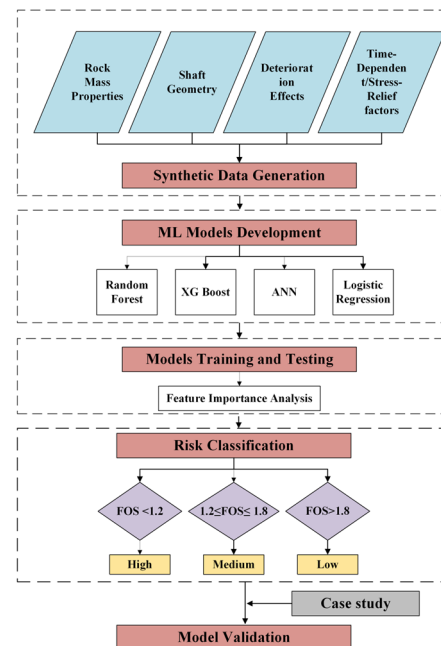 Rock
Mass
Properties
Shaft
Geometry
Deteriorat
ion
Effects
Time-
Dependen
t/Stress-
Relief
factors
Synthetic Data Generation
ML Models Development
Random
Forest
XG Boost
ANN
Logistic
Regression
Models Training and Testing
Feature Importance Analysis
Risk Classification
FOS <1.2
1.2≤FOS≤ 1.8
FOS>1.8
High
Medium
Low
Case study
Model Validation